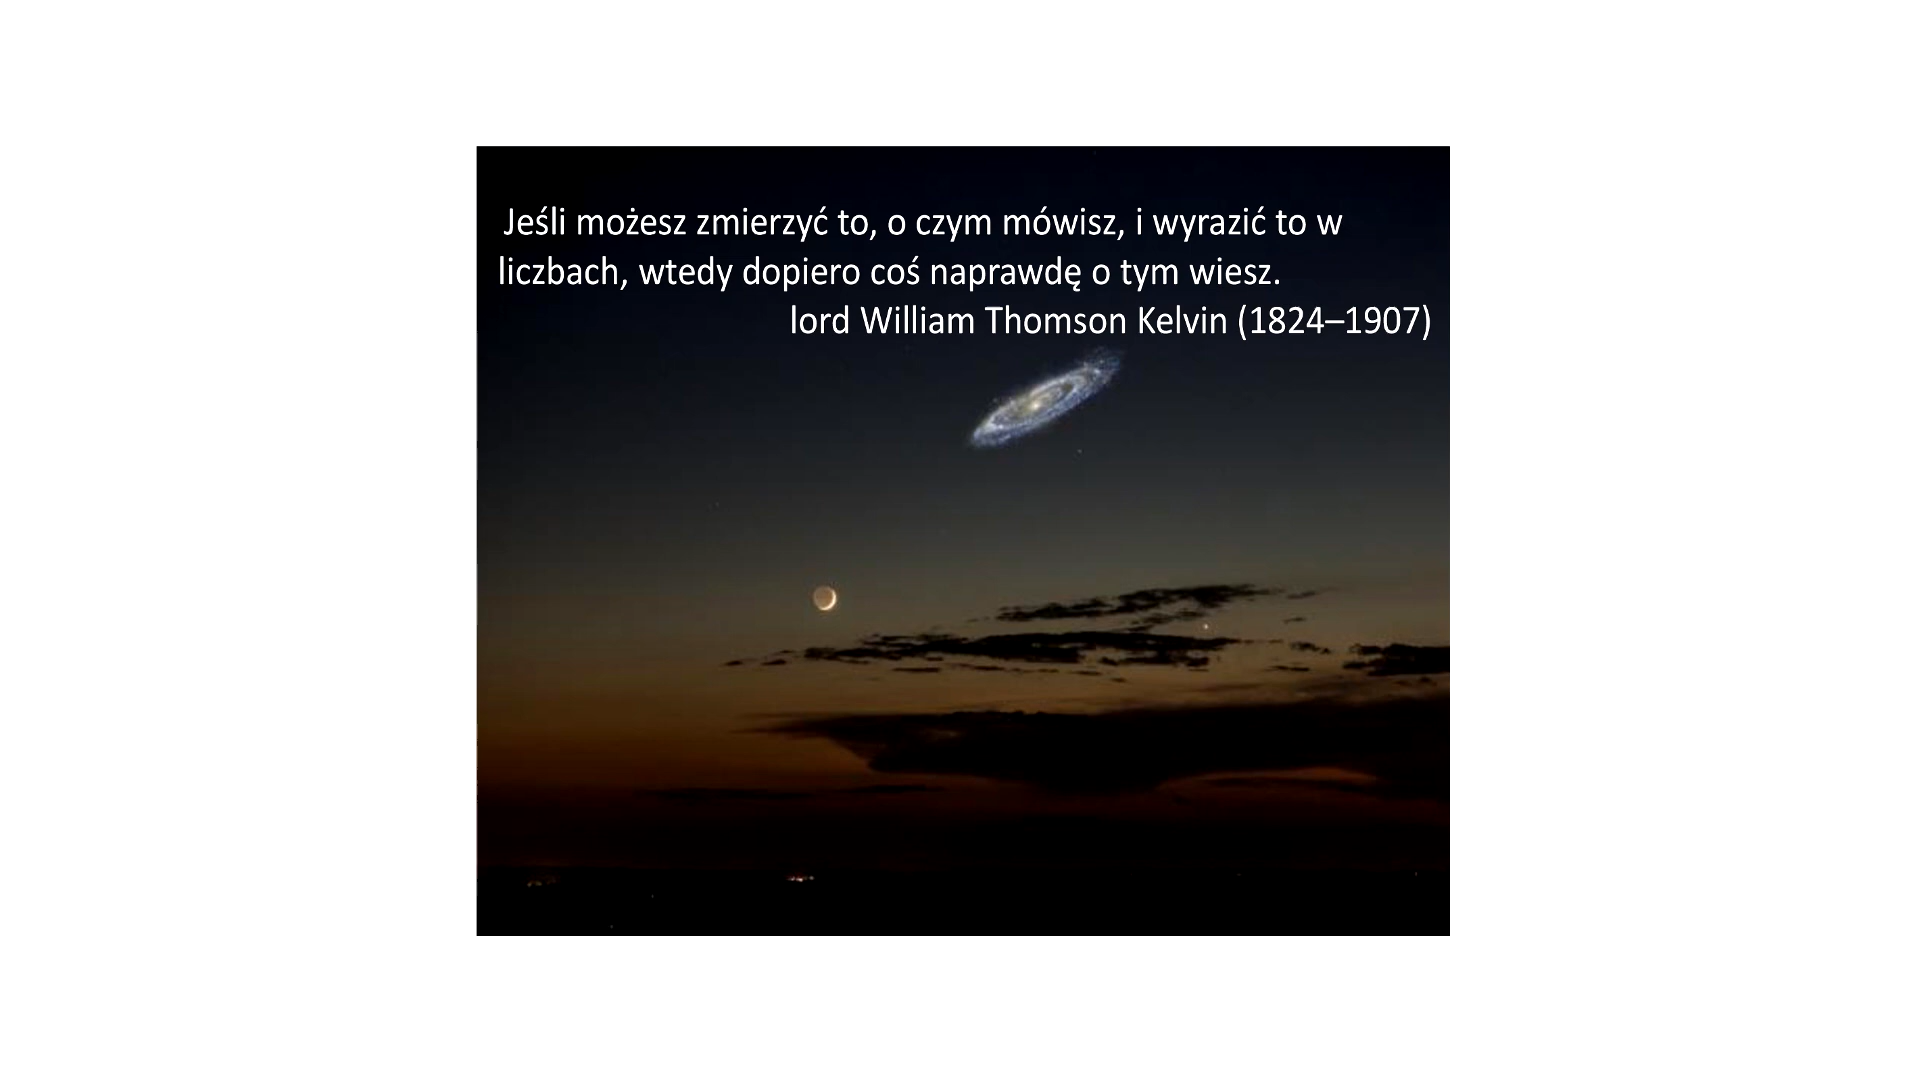 Jeśli możesz zmierzyć to, o czym mówisz, i wyrazić to w
liczbach, wtedy dopiero coś naprawdę o tym wiesz.
lord William Thomson Kelvin (1824–1907)